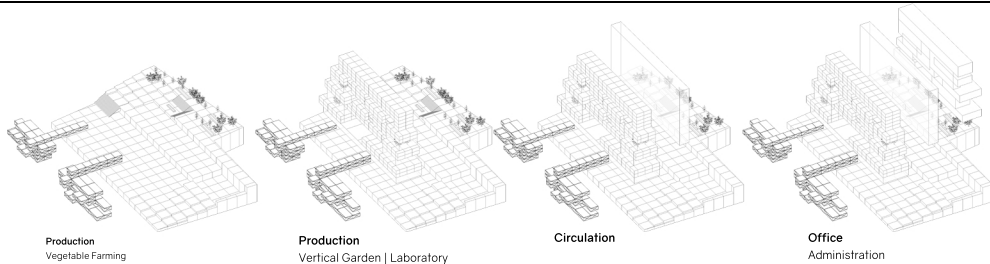 Production
Vegetable Farming
Production
Vertical Garden | Laboratory
Circulation
Office
Administration